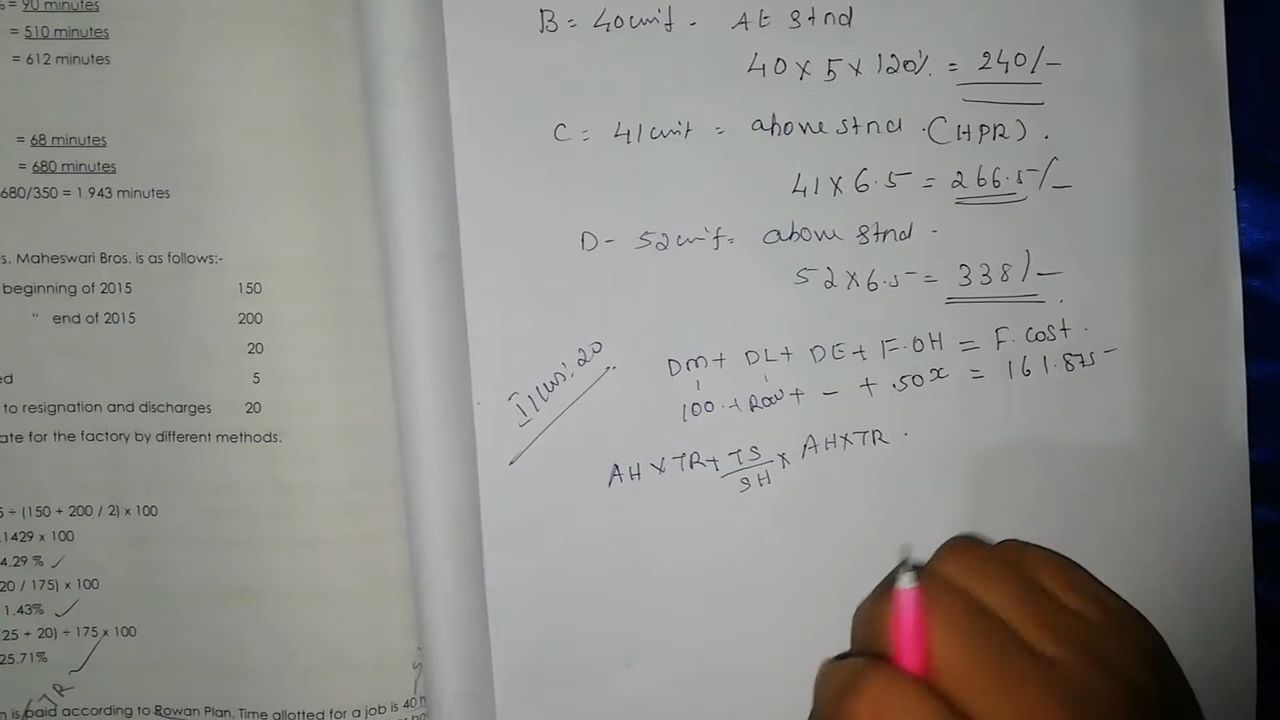 % = 90 minutes
= 510 minutes
= 612 minutes
= 68 minutes
= 680 minutes
680/350 = 1.943 minutes
s. Maheswari Bros. is as follows:-
beginning of 2015 150
" end of 2015 200
20
ed 5
to resignation and discharges 20
ate for the factory by different methods.
5 ÷ (150 + 200 / 2) x 100
.1429 x 100
4.29 % ✓
20 / 175) x 100
1.43% ✓
25 + 20) ÷ 175 x 100
25.71%
n is paid according to Rowan Plan. Time allotted for a job is 40
B = 40 unit - At Stnd
40 x 5 x 120% = 240/-
C = 41 unit = above stnd . (HPR) .
41 x 6.5 = 266.5/-
D - 52 unit = above stnd -
52 x 6.5 = 338/-
Illus: 20
DM + DL + DE + F.OH = F. cost .
100 . + Row + - + .50x = 161.875 -
AH x TR + TS/SH x AH x TR .